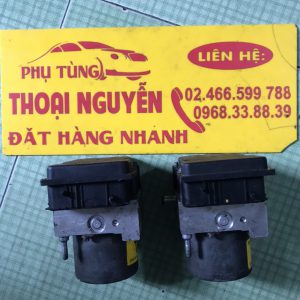 LIÊN HỆ:
PHỤ TÙNG
THOẠI NGUYỄN
02.466.599 788
0968.33.88.39
ĐẶT HÀNG NHANH